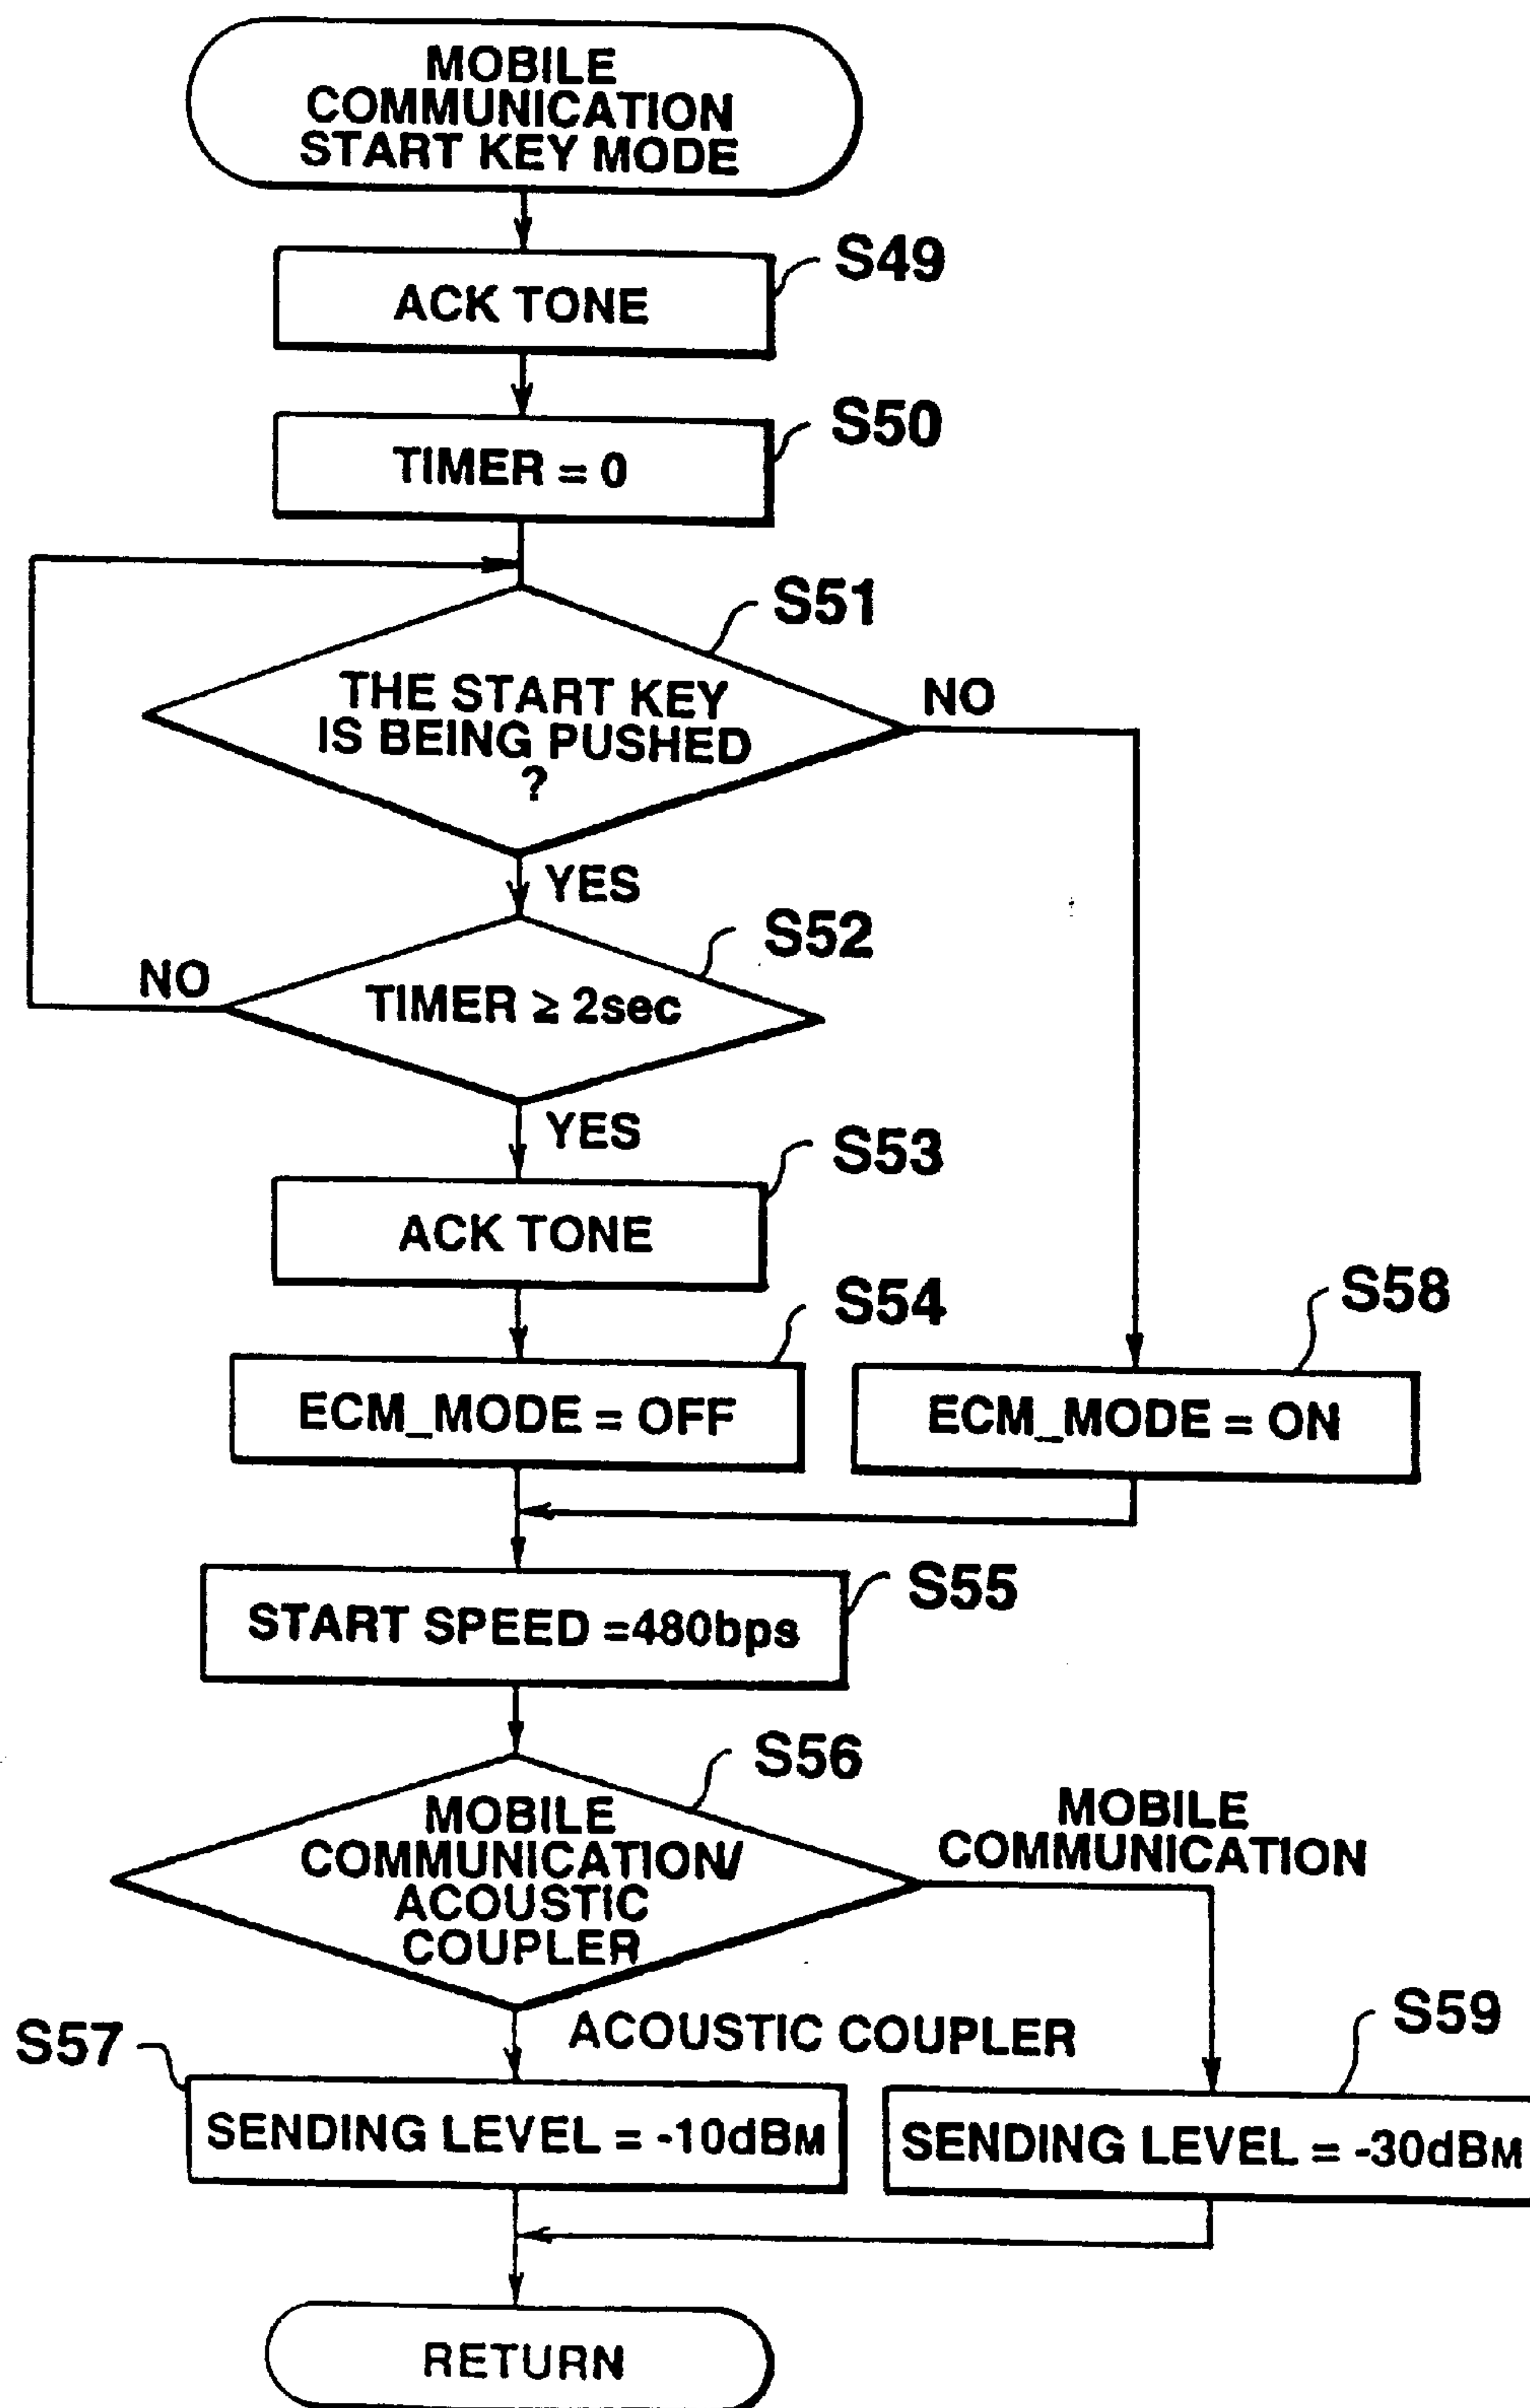 MOBILE
COMMUNICATION
START KEY MODE
S49
ACK TONE
S50
TIMER = 0
S51
THE START KEY
IS BEING PUSHED
?
NO
YES
S52
NO
TIMER ≥ 2sec
YES
S53
ACK TONE
S54
ECM_MODE = OFF
S58
ECM_MODE = ON
S55
START SPEED =480bps
S56
MOBILE
COMMUNICATION/
ACOUSTIC
COUPLER
MOBILE
COMMUNICATION
ACOUSTIC COUPLER
S57
SENDING LEVEL = -10dBM
S59
SENDING LEVEL = -30dBM
RETURN